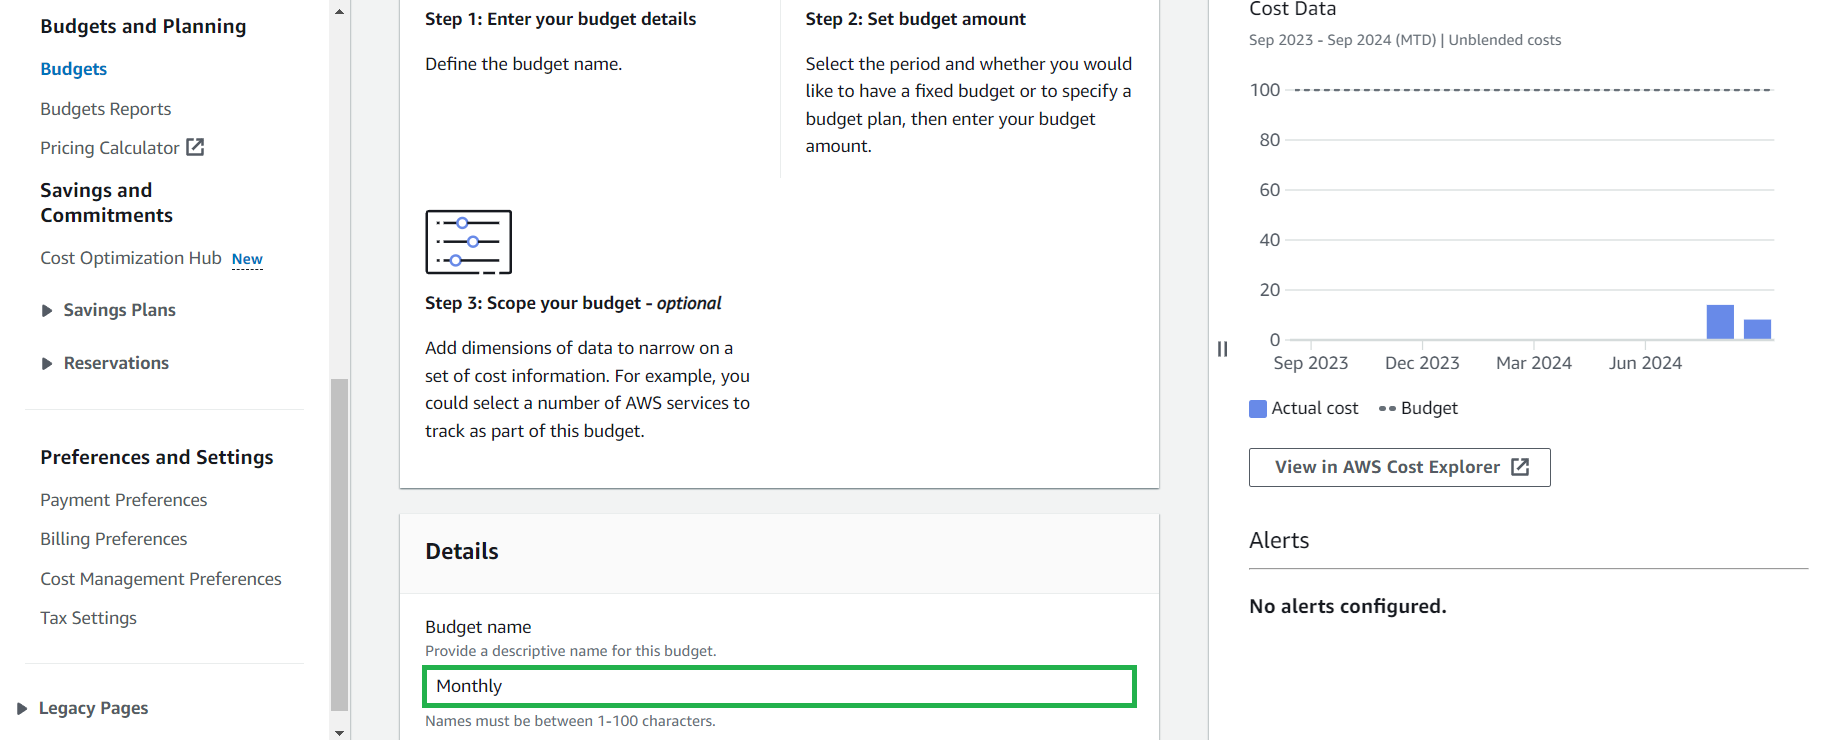 Budgets and Planning
Budgets
Budgets Reports
Pricing Calculator
Savings and
Commitments
Cost Optimization Hub New
Savings Plans
Reservations
Preferences and Settings
Payment Preferences
Billing Preferences
Cost Management Preferences
Tax Settings
Legacy Pages
Step 1: Enter your budget details
Define the budget name.
Step 2: Set budget amount
Select the period and whether you would
like to have a fixed budget or to specify a
budget plan, then enter your budget
amount.
Step 3: Scope your budget - optional
Add dimensions of data to narrow on a
set of cost information. For example, you
could select a number of AWS services to
track as part of this budget.
Details
Budget name
Provide a descriptive name for this budget.
Monthly
Names must be between 1-100 characters.
Cost Data
Sep 2023 - Sep 2024 (MTD) | Unblended costs
100
80
60
40
20
0
Sep 2023 Dec 2023 Mar 2024 Jun 2024
Actual cost Budget
View in AWS Cost Explorer
Alerts
No alerts configured.